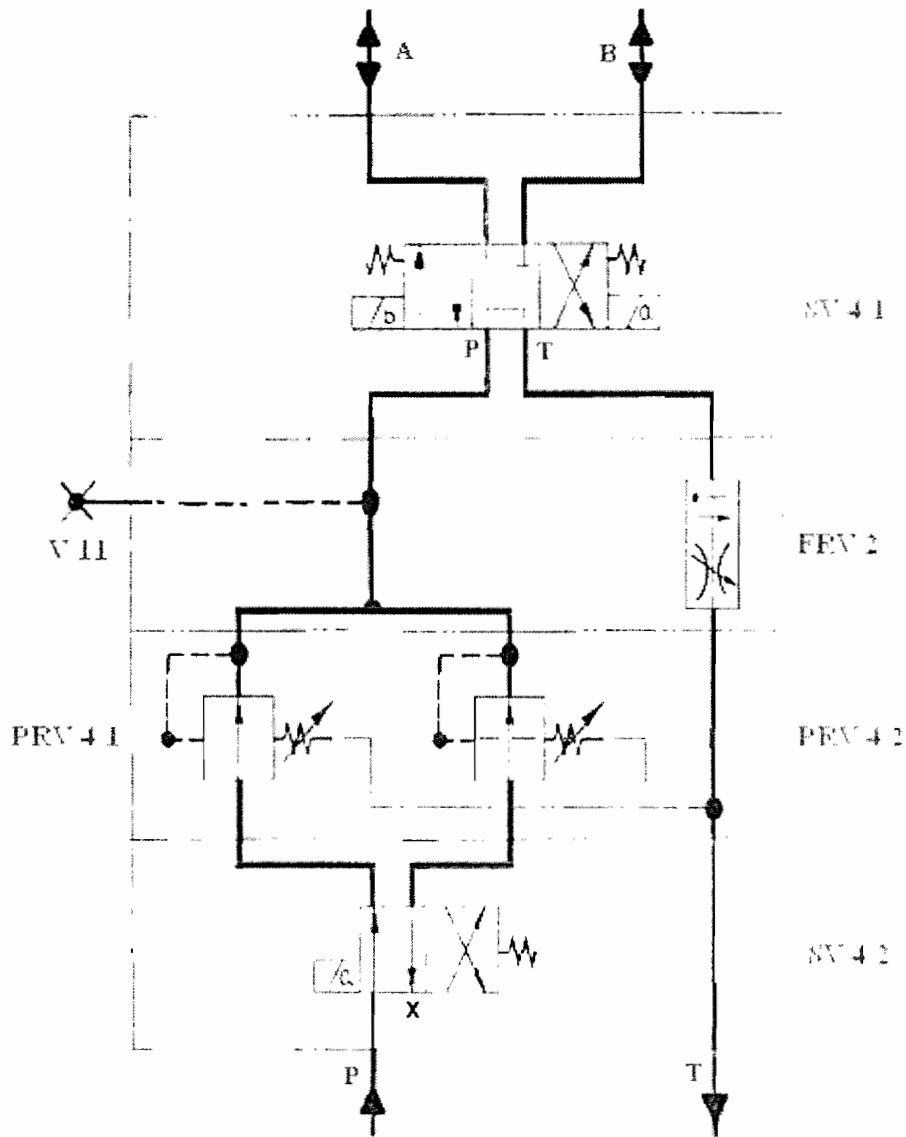 A B
/b /a
SV 4.1
P T
V 11
FRV 2
PRV 4.1
PRV 4.2
/a
SV 4.2
X
P T